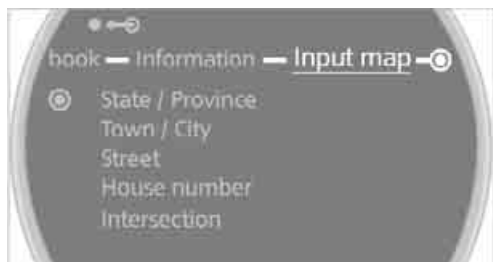 book Information Input map
State / Province
Town / City
Street
House number
Intersection